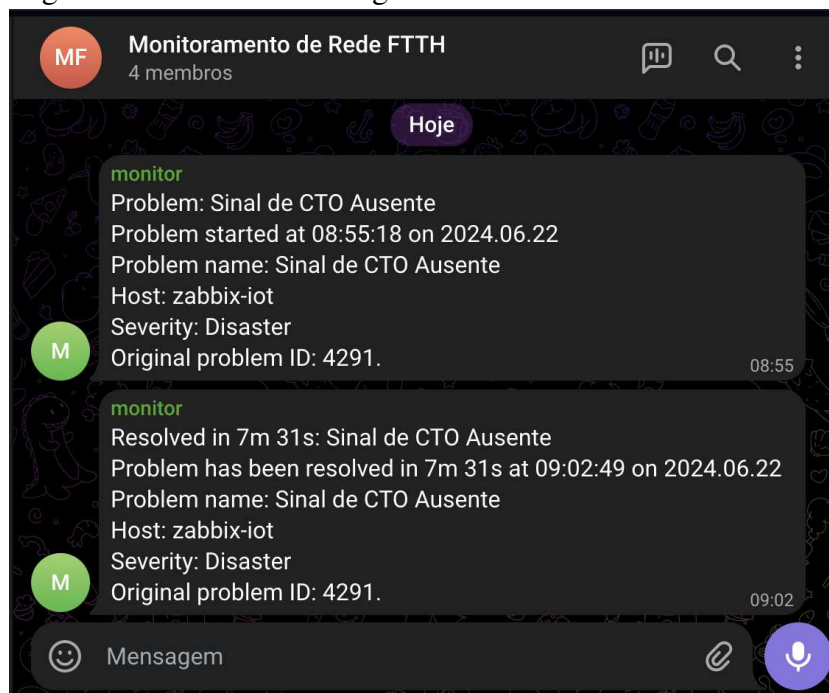 MF
Monitoramento de Rede FTTH
4 membros
Hoje
monitor
Problem: Sinal de CTO Ausente
Problem started at 08:55:18 on 2024.06.22
Problem name: Sinal de CTO Ausente
Host: zabbix-iot
Severity: Disaster
Original problem ID: 4291.
08:55
M
monitor
Resolved in 7m 31s: Sinal de CTO Ausente
Problem has been resolved in 7m 31s at 09:02:49 on 2024.06.22
Problem name: Sinal de CTO Ausente
Host: zabbix-iot
Severity: Disaster
Original problem ID: 4291.
09:02
M
Mensagem